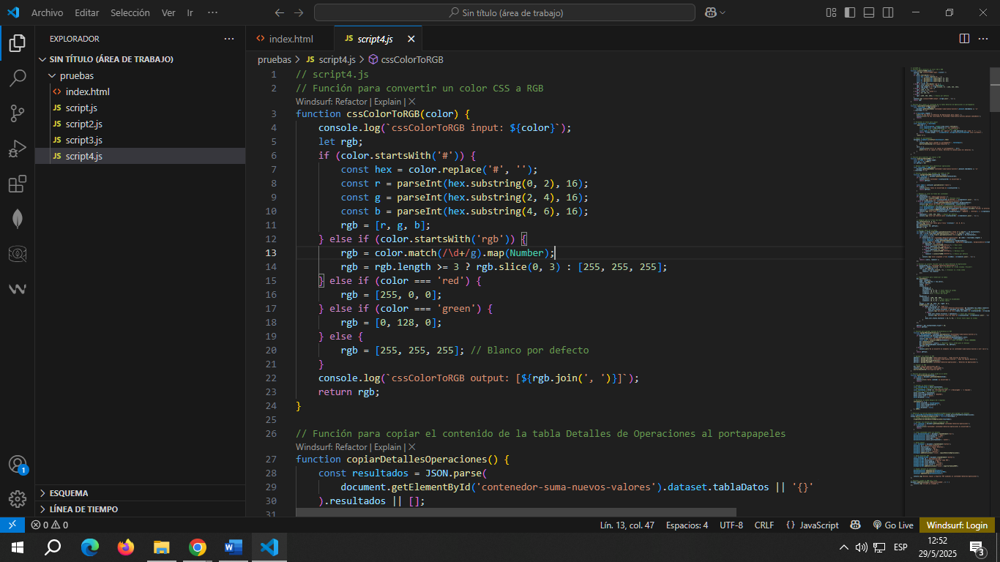 Archivo Editar Selección Ver Ir ··· Sin título (área de trabajo)
EXPLORADOR ···
SIN TÍTULO (ÁREA DE TRABAJO)
pruebas
index.html
JS script.js
JS script2.js
JS script3.js
JS script4.js
ESQUEMA
LÍNEA DE TIEMPO
index.html JS script4.js
pruebas > JS script4.js > cssColorToRGB
1 // script4.js
2 // Función para convertir un color CSS a RGB
Windsurf: Refactor | Explain | X
3 function cssColorToRGB(color) {
4 console.log(`cssColorToRGB input: ${color}`);
5 let rgb;
6 if (color.startsWith('#')) {
7 const hex = color.replace('#', '');
8 const r = parseInt(hex.substring(0, 2), 16);
9 const g = parseInt(hex.substring(2, 4), 16);
10 const b = parseInt(hex.substring(4, 6), 16);
11 rgb = [r, g, b];
12 } else if (color.startsWith('rgb')) {
13 rgb = color.match(/\d+/g).map(Number);
14 rgb = rgb.length >= 3 ? rgb.slice(0, 3) : [255, 255, 255];
15 } else if (color === 'red') {
16 rgb = [255, 0, 0];
17 } else if (color === 'green') {
18 rgb = [0, 128, 0];
19 } else {
20 rgb = [255, 255, 255]; // Blanco por defecto
21 }
22 console.log(`cssColorToRGB output: [${rgb.join(', ')}]`);
23 return rgb;
24 }
25
26 // Función para copiar el contenido de la tabla Detalles de Operaciones al portapapeles
Windsurf: Refactor | Explain | X
27 function copiarDetallesOperaciones() {
28 const resultados = JSON.parse(
29 document.getElementById('contenedor-suma-nuevos-valores').dataset.tablaDatos || '{}'
30 ).resultados || [];
31
1
0 0 Lín. 13, col. 47 Espacios: 4 UTF-8 CRLF {} JavaScript Go Live Windsurf: Login
ESP 12:52
29/5/2025
3